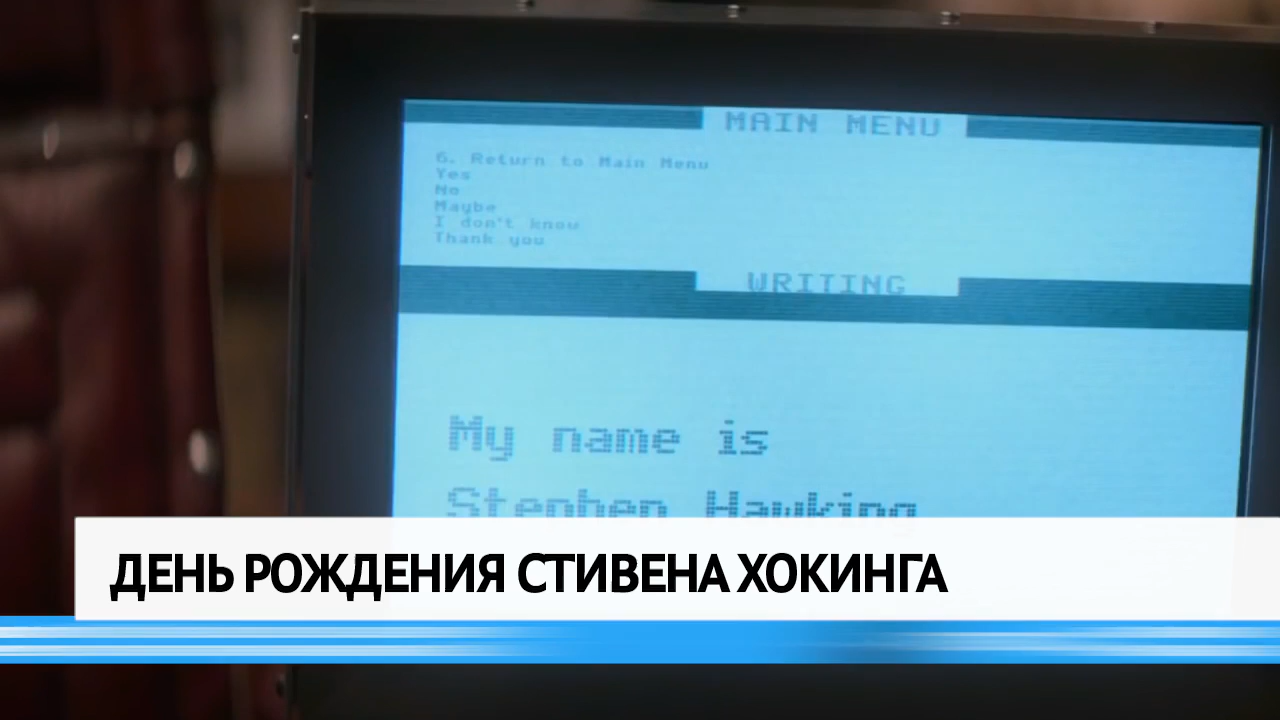 MAIN MENU
6. Return to Main Menu
Yes
No
Maybe
I don't know
Thank you
WRITING
My name is
Stephen Hawking
ДЕНЬ РОЖДЕНИЯ СТИВЕНА ХОКИНГА